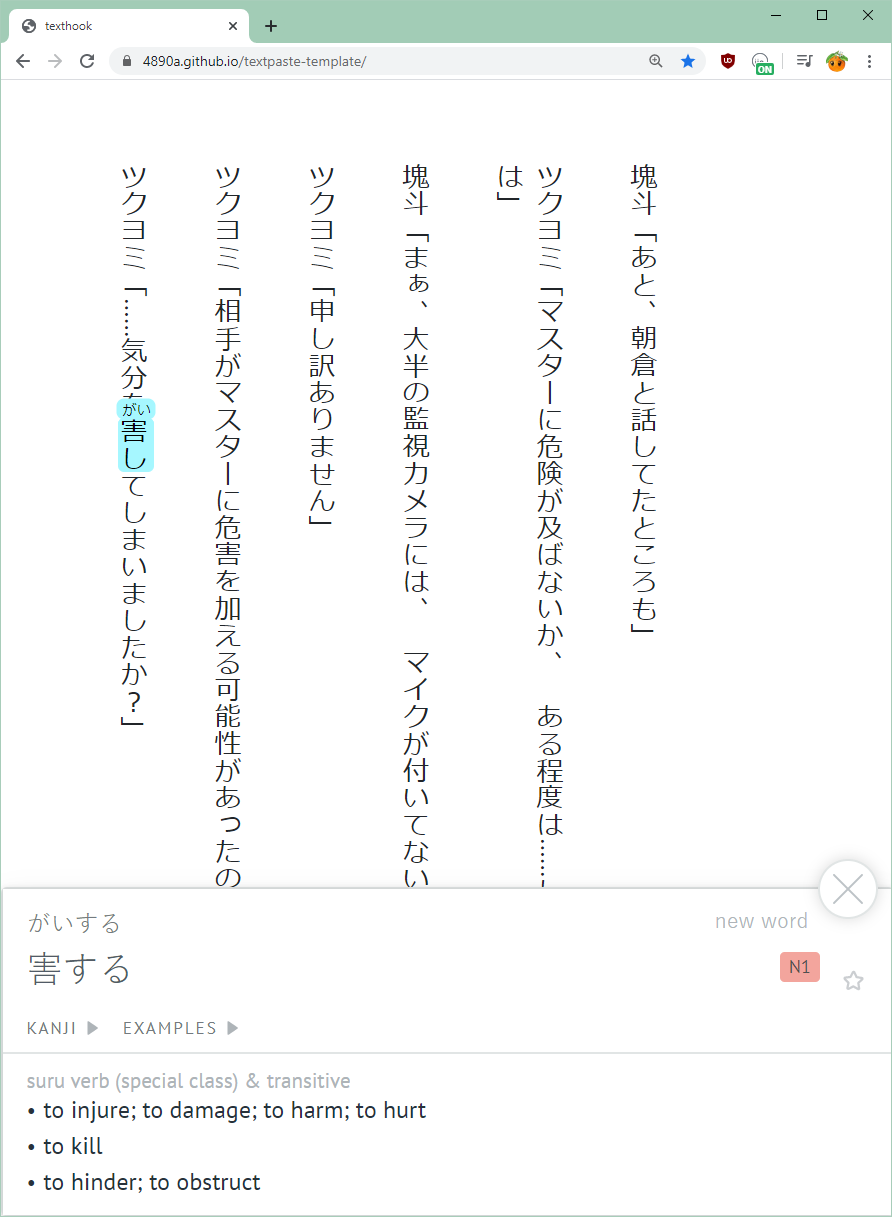 texthook
4890a.github.io/textpaste-template/
ON
塊斗「あと、朝倉と話してたところも」
ツクヨミ「マスターに危険が及ばないか、　ある程度は……
は」
塊斗「まぁ、大半の監視カメラには、　マイクが付いてない
ツクヨミ「申し訳ありません」
ツクヨミ「相手がマスターに危害を加える可能性があったの
ツクヨミ「……気分を害してしまいましたか？」
がい
がいする
new word
害する
N1
KANJI ▶ EXAMPLES ▶
suru verb (special class) & transitive
• to injure; to damage; to harm; to hurt
• to kill
• to hinder; to obstruct